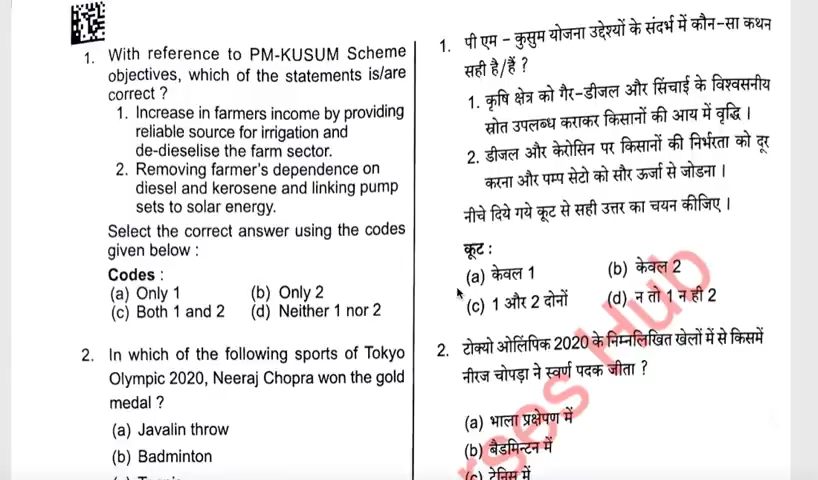 1. With reference to PM-KUSUM Scheme
objectives, which of the statements is/are
correct ?
1. Increase in farmers income by providing
reliable source for irrigation and
de-dieselise the farm sector.
2. Removing farmer's dependence on
diesel and kerosene and linking pump
sets to solar energy.
Select the correct answer using the codes
given below :
Codes :
(a) Only 1 (b) Only 2
(c) Both 1 and 2 (d) Neither 1 nor 2
2. In which of the following sports of Tokyo
Olympic 2020, Neeraj Chopra won the gold
medal ?
(a) Javalin throw
(b) Badminton
1. पी एम - कुसुम योजना उद्देश्यों के संदर्भ में कौन-सा कथन
सही है/हैं ?
1. कृषि क्षेत्र को गैर-डीजल और सिंचाई के विश्वसनीय
स्रोत उपलब्ध कराकर किसानों की आय में वृद्धि ।
2. डीजल और केरोसिन पर किसानों की निर्भरता को दूर
करना और पम्प सेटो को सौर ऊर्जा से जोडना ।
नीचे दिये गये कूट से सही उत्तर का चयन कीजिए ।
कूट :
(a) केवल 1 (b) केवल 2
(c) 1 और 2 दोनों (d) न तो 1 न ही 2
2. टोक्यो ओलिंपिक 2020 के निम्नलिखित खेलों में से किसमें
नीरज चोपड़ा ने स्वर्ण पदक जीता ?
(a) भाला प्रक्षेपण में
(b) बैडमिन्टन में
(c) टेनिस में
rses Hub